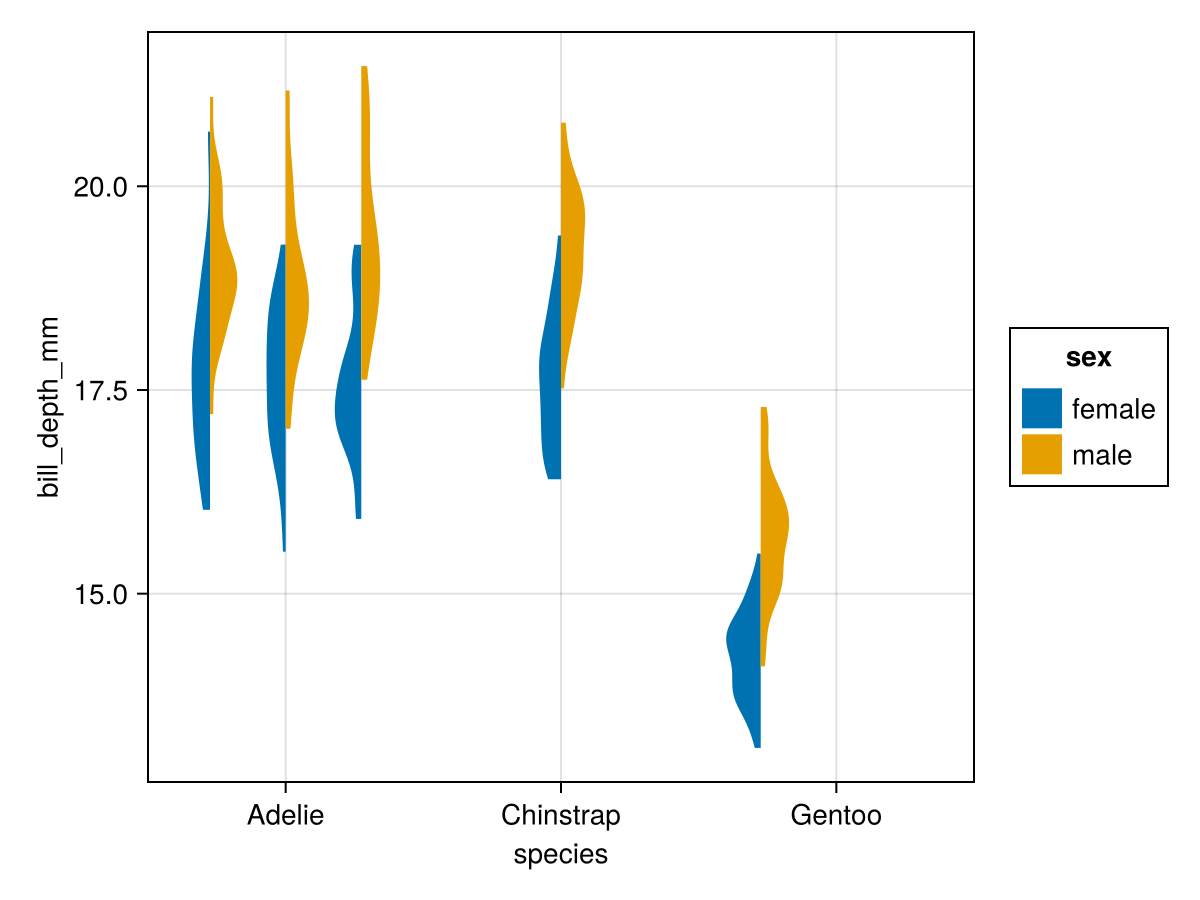 20.0
17.5
15.0
bill_depth_mm
Adelie
Chinstrap
Gentoo
species
sex
female
male